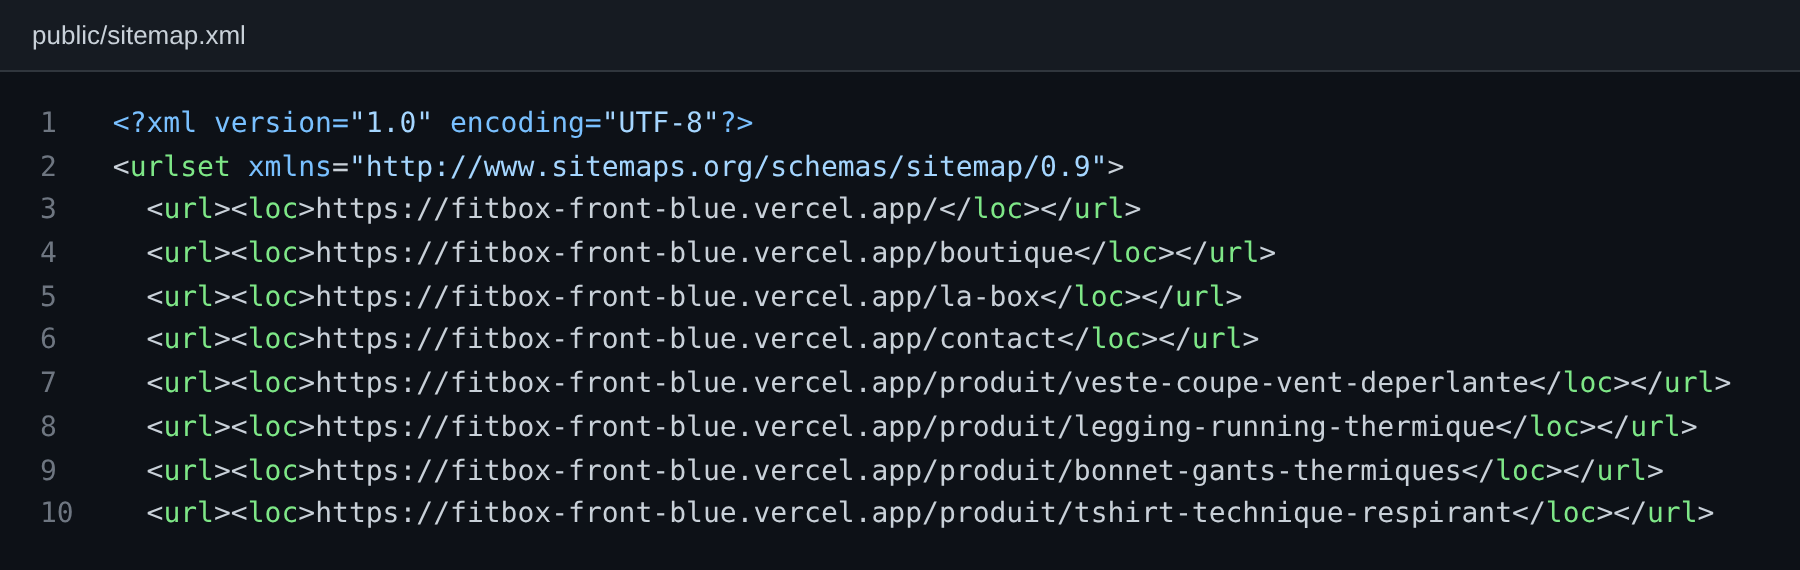 public/sitemap.xml
1 <?xml version="1.0" encoding="UTF-8"?>
2 <urlset xmlns="http://www.sitemaps.org/schemas/sitemap/0.9">
3 <url><loc>https://fitbox-front-blue.vercel.app/</loc></url>
4 <url><loc>https://fitbox-front-blue.vercel.app/boutique</loc></url>
5 <url><loc>https://fitbox-front-blue.vercel.app/la-box</loc></url>
6 <url><loc>https://fitbox-front-blue.vercel.app/contact</loc></url>
7 <url><loc>https://fitbox-front-blue.vercel.app/produit/veste-coupe-vent-deperlante</loc></url>
8 <url><loc>https://fitbox-front-blue.vercel.app/produit/legging-running-thermique</loc></url>
9 <url><loc>https://fitbox-front-blue.vercel.app/produit/bonnet-gants-thermiques</loc></url>
10 <url><loc>https://fitbox-front-blue.vercel.app/produit/tshirt-technique-respirant</loc></url>